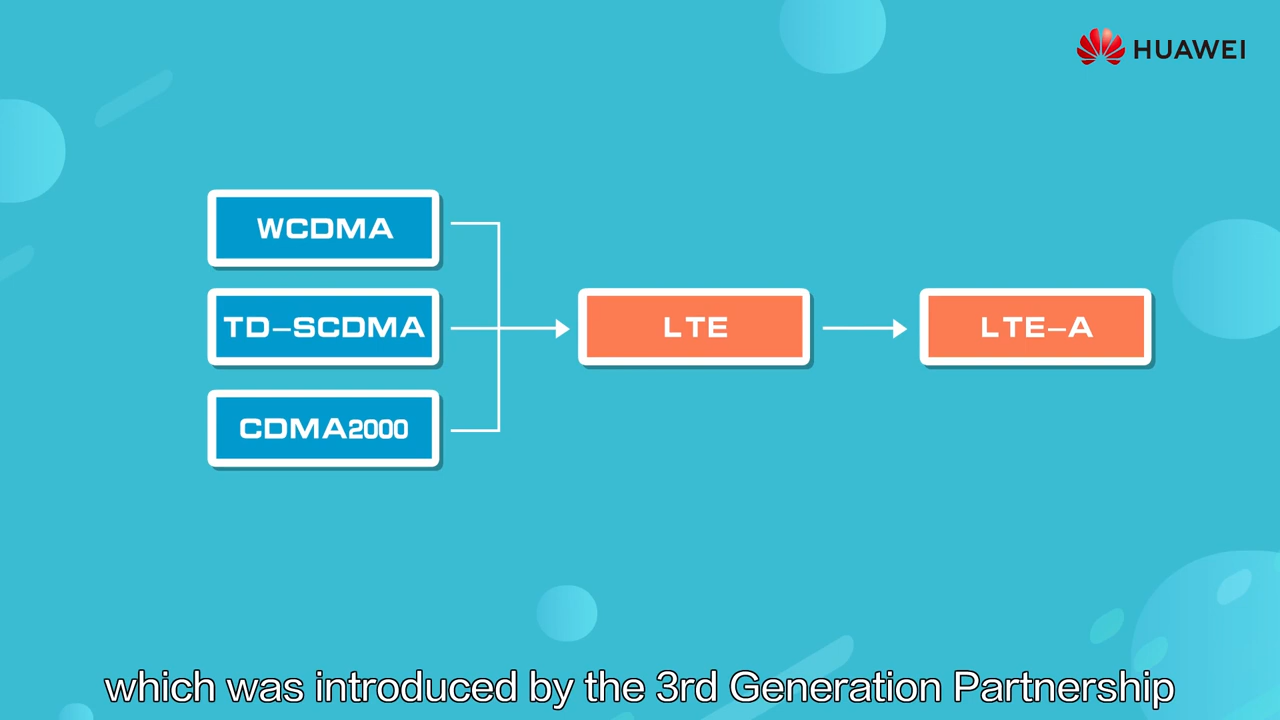 HUAWEI
WCDMA
TD-SCDMA
CDMA2000
LTE
LTE-A
which was introduced by the 3rd Generation Partnership